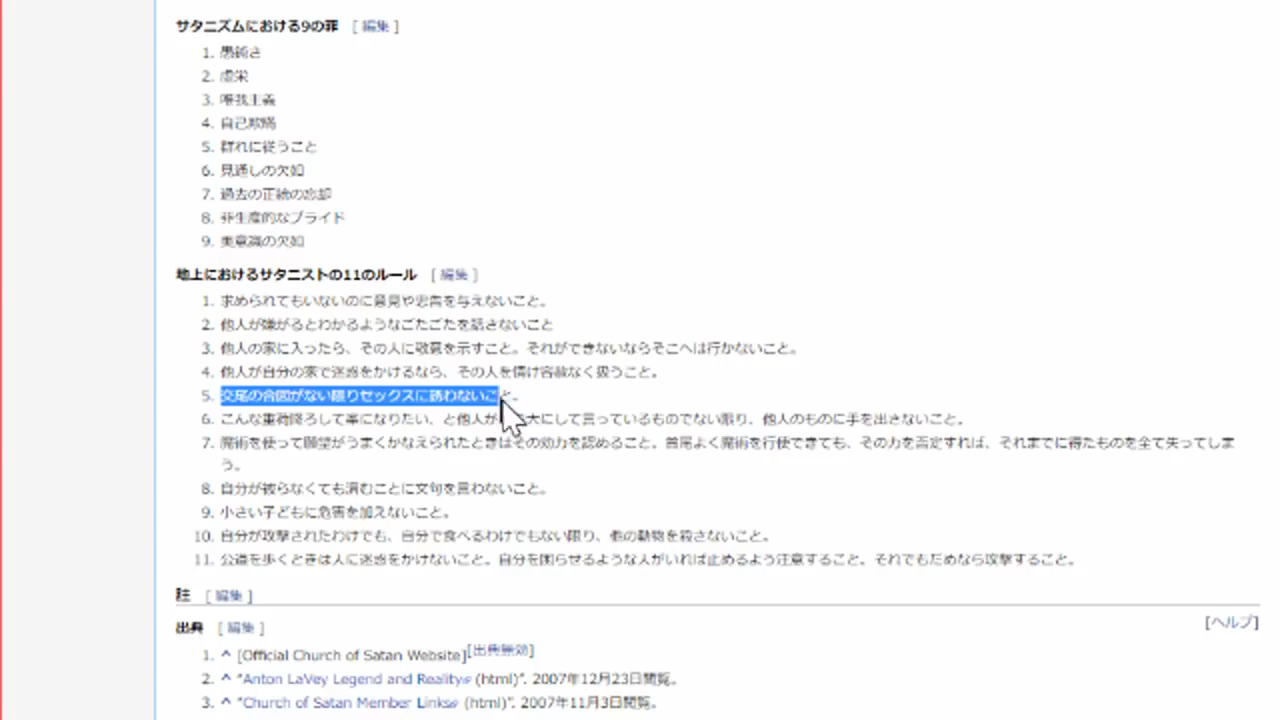 サタニズムにおける9の罪 [ 編集 ]
1. 愚鈍さ
2. 虚栄
3. 唯我主義
4. 自己欺瞞
5. 群れに従うこと
6. 見通しの欠如
7. 過去の正統の忘却
8. 非生産的なプライド
9. 美意識の欠如
地上におけるサタニストの11のルール [ 編集 ]
1. 求められてもいないのに意見や忠告を与えないこと。
2. 他人が嫌がるとわかるようなごたごたを話さないこと
3. 他人の家に入ったら、その人に敬意を示すこと。それができないならそこへは行かないこと。
4. 他人が自分の家で迷惑をかけるなら、その人を情け容赦なく扱うこと。
5. 交尾の合図がない限りセックスに誘わないこと。
6. こんな重荷降ろして楽になりたい、と他人が大にして言っているものでない限り、他人のものに手を出さないこと。
7. 魔術を使って願望がうまくかなえられたときはその効力を認めること。首尾よく魔術を行使できても、その力を否定すれば、それまでに得たものを全て失ってしま
う。
8. 自分が被らなくても済むことに文句を言わないこと。
9. 小さい子どもに危害を加えないこと。
10. 自分が攻撃されたわけでも、自分で食べるわけでもない限り、他の動物を殺さないこと。
11. 公道を歩くときは人に迷惑をかけないこと。自分を困らせるような人がいれば止めるよう注意すること。それでもだめなら攻撃すること。
註 [ 編集 ]
出典 [ 編集 ]
[ヘルプ]
1. ^ [Official Church of Satan Website][出典無効]
2. ^ "Anton LaVey Legend and Reality (html)". 2007年12月23日閲覧。
3. ^ "Church of Satan Member Links (html)". 2007年11月3日閲覧。